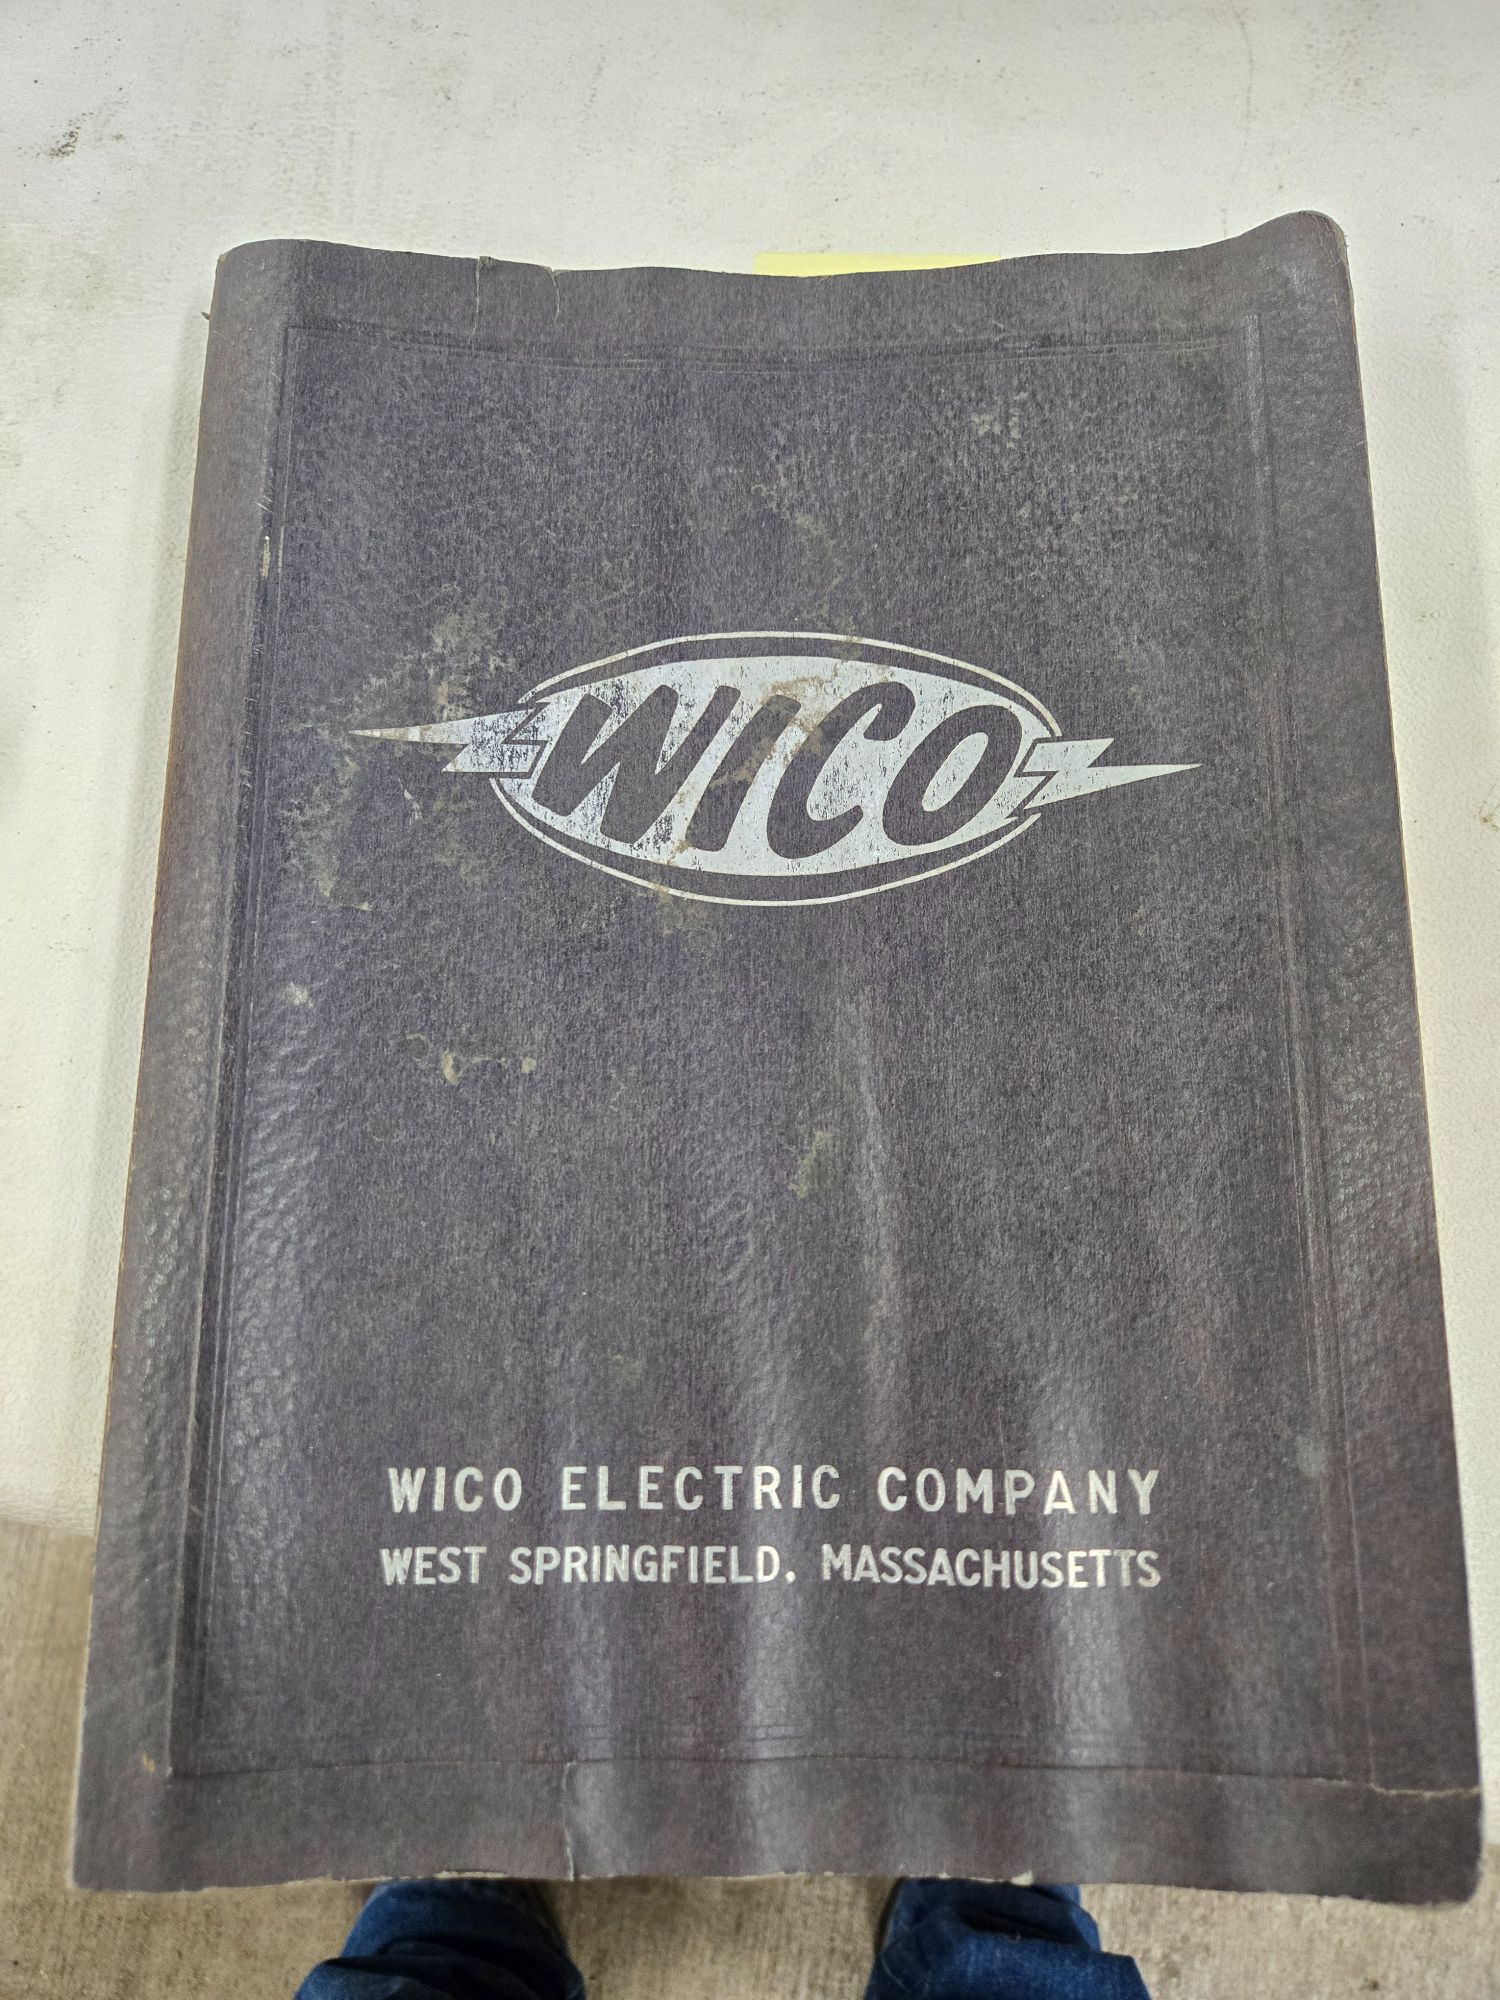 WICO
WICO ELECTRIC COMPANY
WEST SPRINGFIELD, MASSACHUSETTS